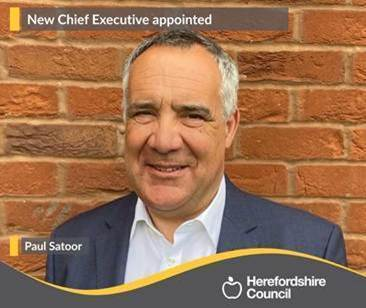 New Chief Executive appointed
Paul Satoor
Herefordshire
Council